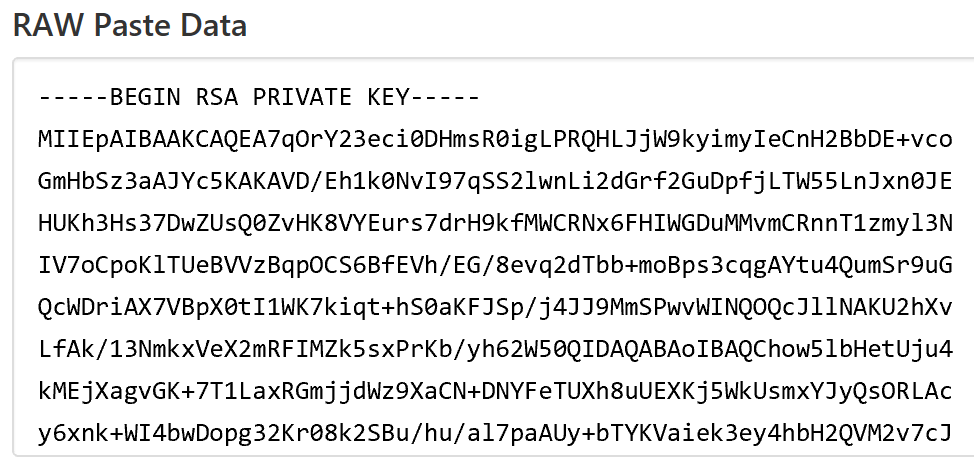 RAW Paste Data
-----BEGIN RSA PRIVATE KEY-----
MIIEpAIBAAKCAQEA7qOrY23eci0DHmsR0igLPRQHLJjW9kyimyIeCnH2BbDE+vco
GmHbSz3aAJYc5KAKAVD/Eh1k0NvI97qSS2lwnLi2dGrf2GuDpfjLTW55LnJxn0JE
HUKh3Hs37DwZUsQ0ZvHK8VYEurs7drH9kfMWCRNx6FHIWGDuMMvmCRnnT1zmyl3N
IV7oCpoKlTUeBVVzBqpOCS6BfEVh/EG/8evq2dTbb+moBps3cqgAYtu4QumSr9uG
QcWDriAX7VBpX0tI1WK7kiqt+hS0aKFJSp/j4JJ9MmSPwvWINQOQcJllNAKU2hXv
LfAk/13NmkxVeX2mRFIMZk5sxPrKb/yh62W50QIDAQABAoIBAQChow5lbHetUju4
kMEjXagvGK+7T1LaxRGmjjdWz9XaCN+DNYFeTUXh8uUEXKj5WkUsmxYJyQsORLAc
y6xnk+WI4bwDopg32Kr08k2SBu/hu/al7paAUy+bTYKVaiek3ey4hbH2QVM2v7cJ